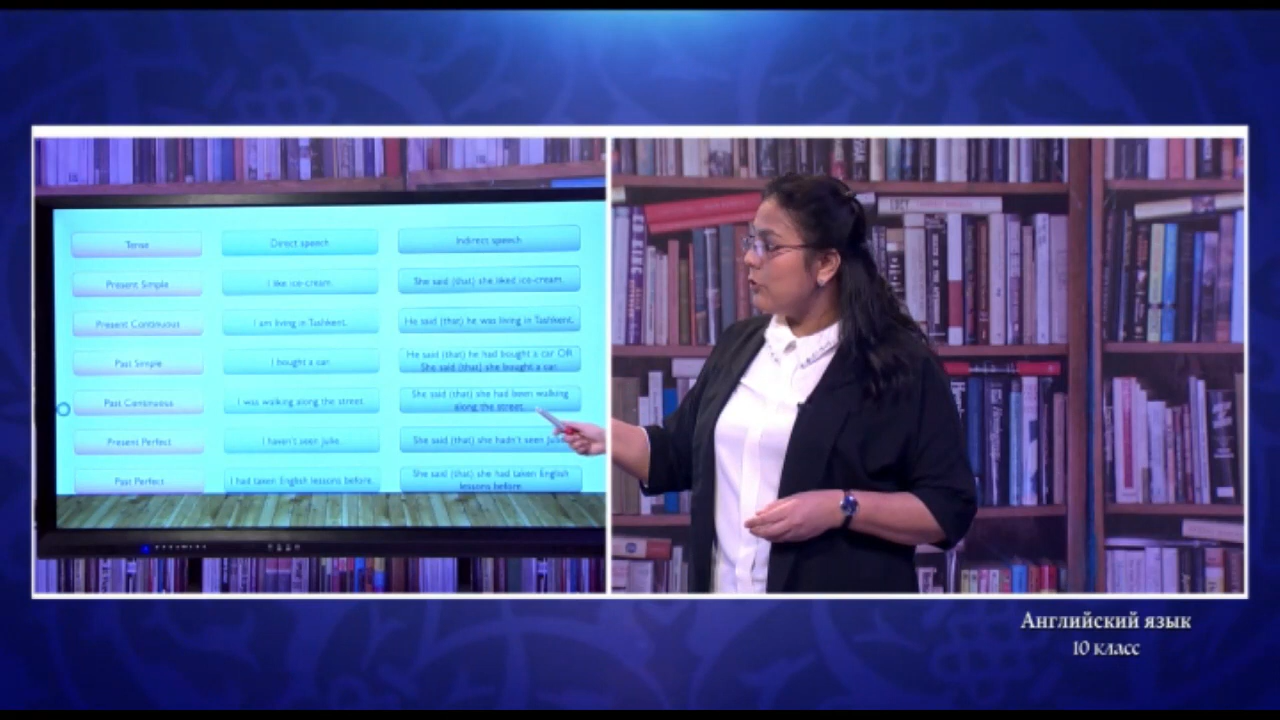 Tense Direct speech Indirect speech
Present Simple I like ice-cream. She said (that) she liked ice-cream.
Present Continuous I am living in Tashkent. He said (that) he was living in Tashkent.
Past Simple I bought a car. He said (that) he had bought a car OR
She said (that) she bought a car.
Past Continuous I was walking along the street. She said (that) she had been walking
along the street.
Present Perfect I haven't seen Julie. She said (that) she hadn't seen
Past Perfect I had taken English lessons before. She said (that) she had taken English
lessons before.
Английский язык
10 класс